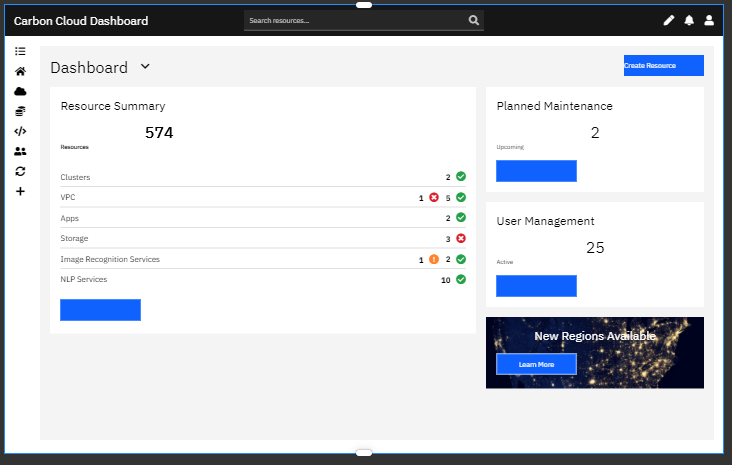 Carbon Cloud Dashboard
Search resources...
Dashboard
Create Resource
Resource Summary
574
Resources
Clusters 2
VPC 1 5
Apps 2
Storage 3
Image Recognition Services 1 2
NLP Services 10
Planned Maintenance
2
Upcoming
User Management
25
Active
New Regions Available
Learn More